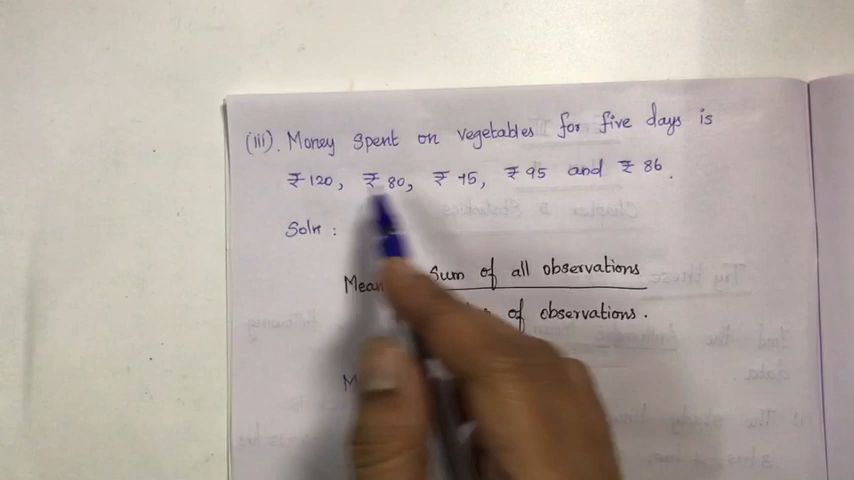 (iii). Money spent on vegetables for five days is
₹ 120, ₹ 80, ₹ 75, ₹ 95 and ₹ 86.
Soln :
Mean Sum of all observations
of observations.